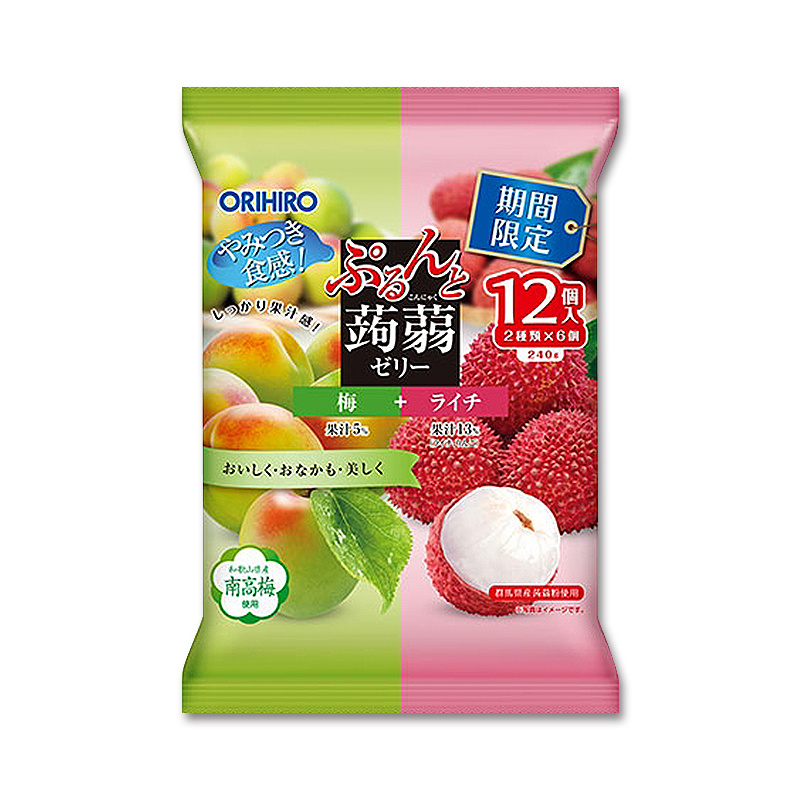 ORIHIRO
やみつき
食感!
しっかり果汁感!
ぷるんと
こんにゃく
蒟蒻
ゼリー
期間
限定
12個入
2種類×6個
240g
梅 + ライチ
果汁5%
果汁13%
おいしく・おなかも・美しく
和歌山県産
南高梅
使用
群馬県産蒟蒻粉使用
※写真はイメージです。